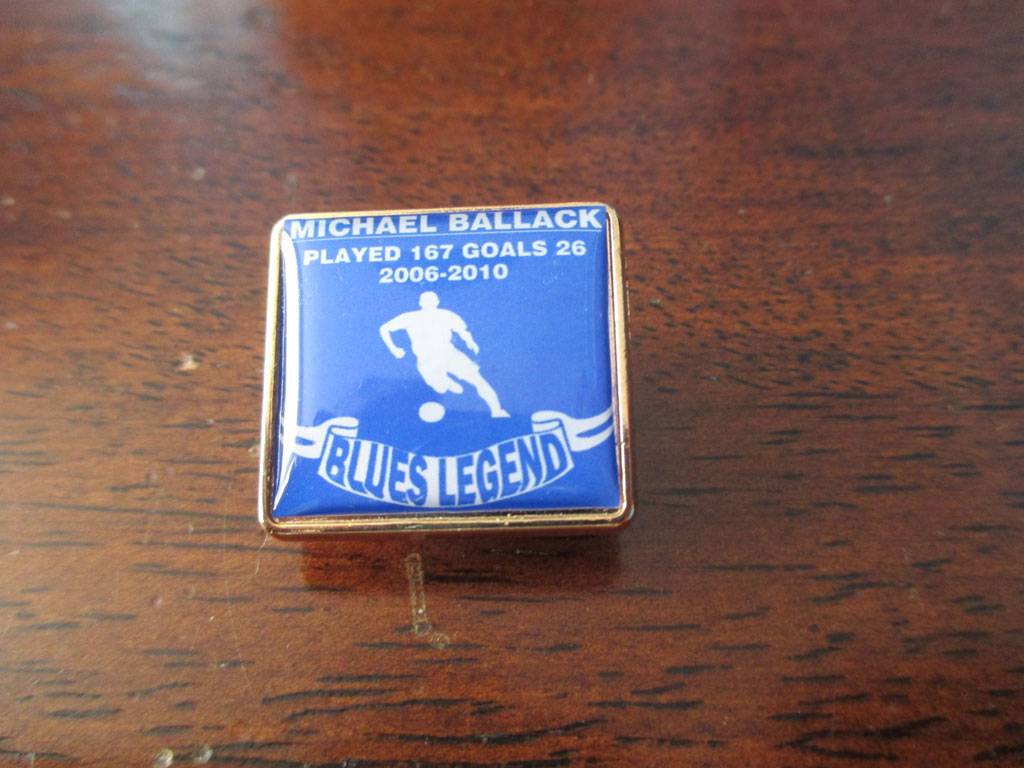 MICHAEL BALLACK
PLAYED 167 GOALS 26
2006-2010
BLUES LEGEND